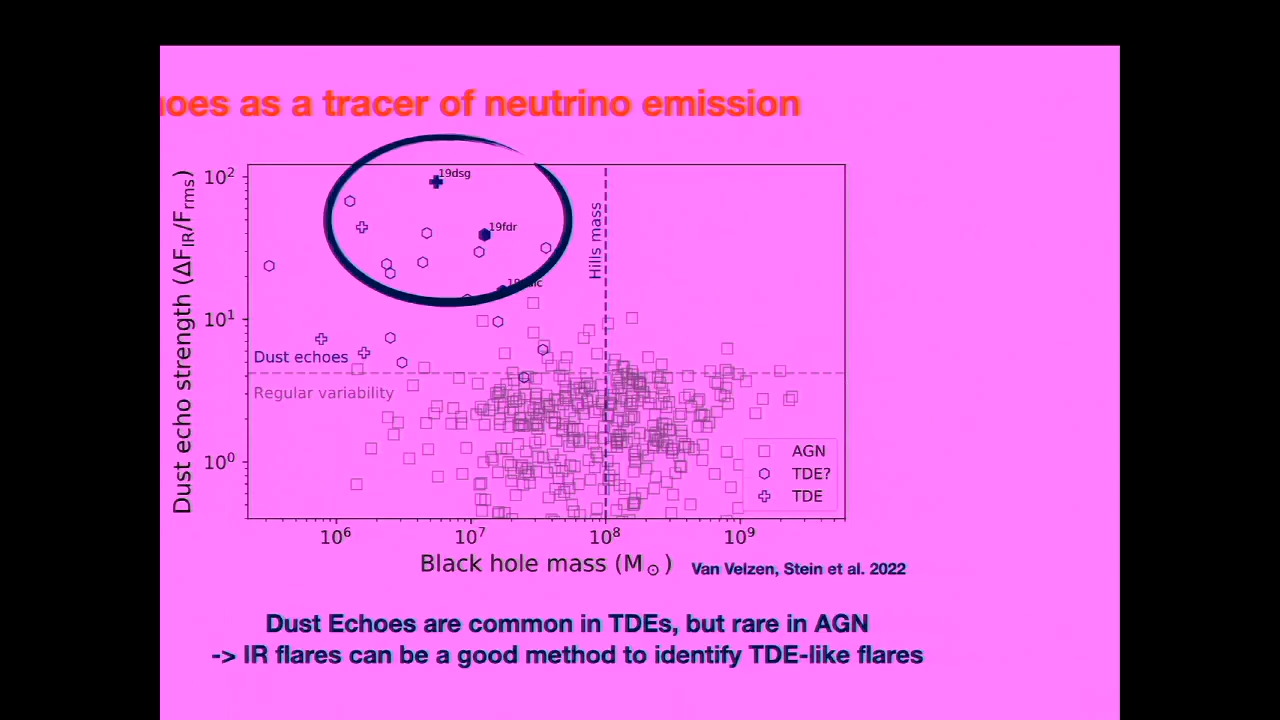 as a tracer of neutrino emission
10²
19dsg
19fdr
Hills mass
Dust echo strength (ΔF_IR/F_rms)
10¹
Dust echoes
Regular variability
AGN
10⁰
TDE?
TDE
10⁶ 10⁷ 10⁸ 10⁹
Black hole mass (M_⊙)
Van Velzen, Stein et al. 2022
Dust Echoes are common in TDEs, but rare in AGN
-> IR flares can be a good method to identify TDE-like flares